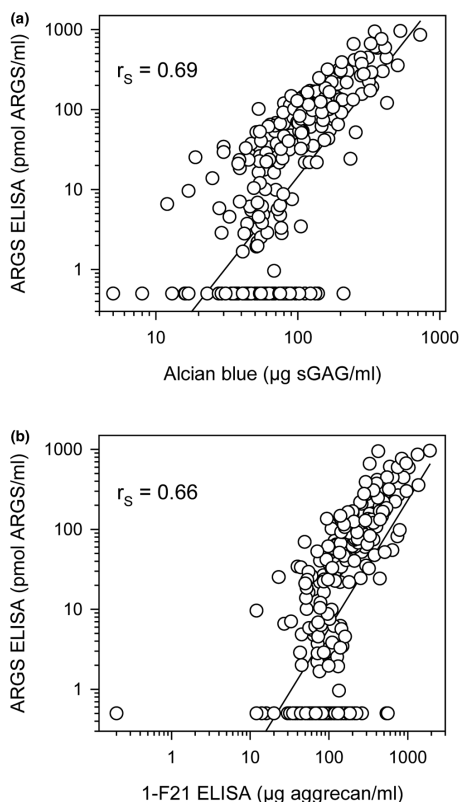 (a)
1000
100
10
1
ARGS ELISA (pmol ARGS/ml)
r_S = 0.69
10
100
1000
Alcian blue (µg sGAG/ml)
(b)
1000
100
10
1
ARGS ELISA (pmol ARGS/ml)
r_S = 0.66
1
10
100
1000
1-F21 ELISA (µg aggrecan/ml)